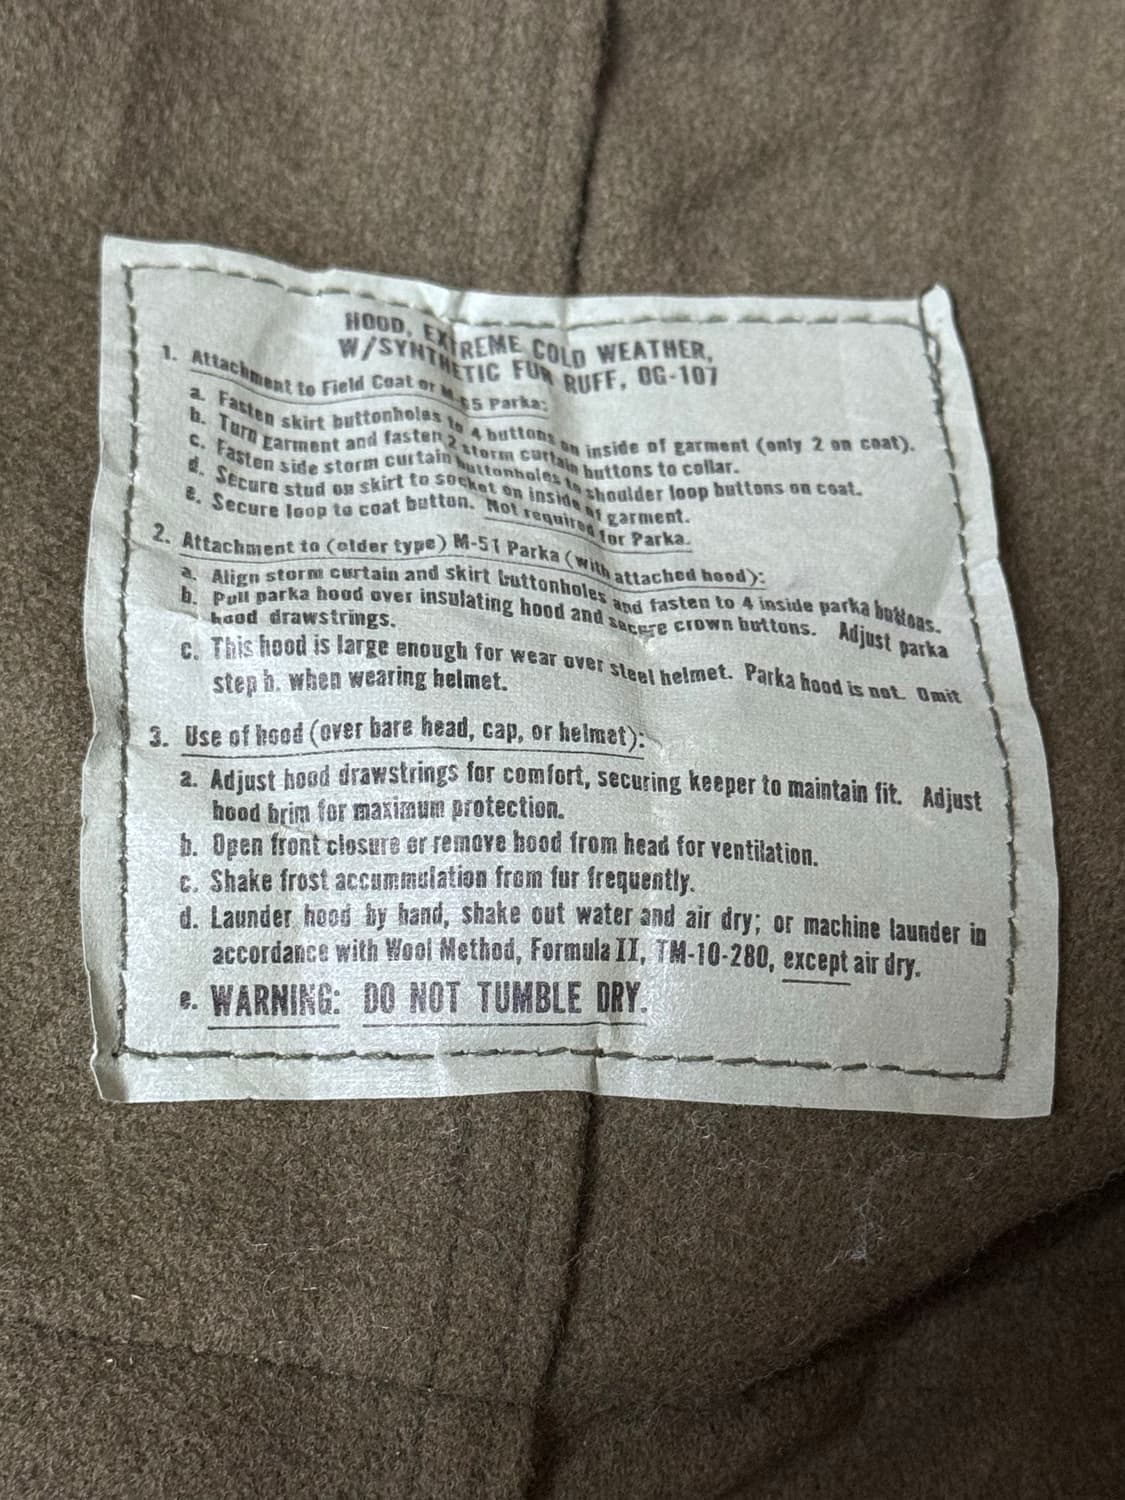 HOOD, EXTREME COLD WEATHER,
W/SYNTHETIC FUR RUFF, OG-107
1. Attachment to Field Coat or M-65 Parka:
a. Fasten skirt buttonholes to 4 buttons on inside of garment (only 2 on coat).
b. Turn garment and fasten 2 storm curtain buttons to collar.
c. Fasten side storm curtain buttonholes to shoulder loop buttons on coat.
d. Secure stud on skirt to socket on inside of garment.
e. Secure loop to coat button. Not required for Parka.
2. Attachment to (older type) M-51 Parka (with attached hood):
a. Align storm curtain and skirt buttonholes and fasten to 4 inside parka buttons.
b. Pull parka hood over insulating hood and secure crown buttons. Adjust parka
hood drawstrings.
c. This hood is large enough for wear over steel helmet. Parka hood is not. Omit
step b. when wearing helmet.
3. Use of hood (over bare head, cap, or helmet):
a. Adjust hood drawstrings for comfort, securing keeper to maintain fit. Adjust
hood brim for maximum protection.
b. Open front closure or remove hood from head for ventilation.
c. Shake frost accummulation from fur frequently.
d. Launder hood by hand, shake out water and air dry; or machine launder in
accordance with Wool Method, Formula II, TM-10-280, except air dry.
e. WARNING: DO NOT TUMBLE DRY.